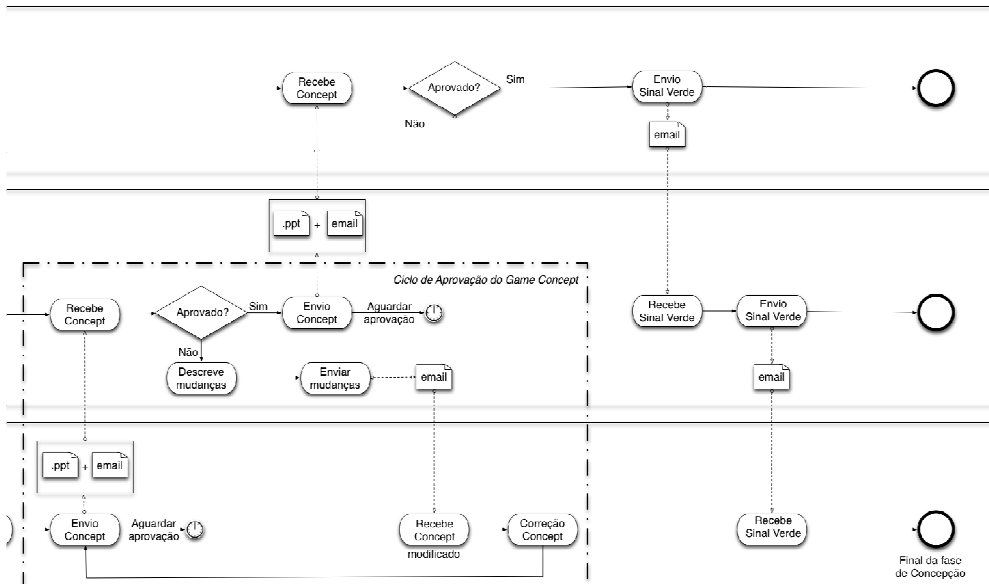 Recebe
Concept
Aprovado?
Sim
Não
Envio
Sinal Verde
email
.ppt
+
email
Ciclo de Aprovação do Game Concept
Recebe
Concept
Aprovado?
Sim
Não
Envio
Concept
Aguardar
aprovação
Recebe
Sinal Verde
Envio
Sinal Verde
Descreve
mudanças
Enviar
mudanças
email
email
.ppt
+
email
Envio
Concept
Aguardar
aprovação
Recebe
Concept
modificado
Correção
Concept
Recebe
Sinal Verde
Final da fase
de Concepção